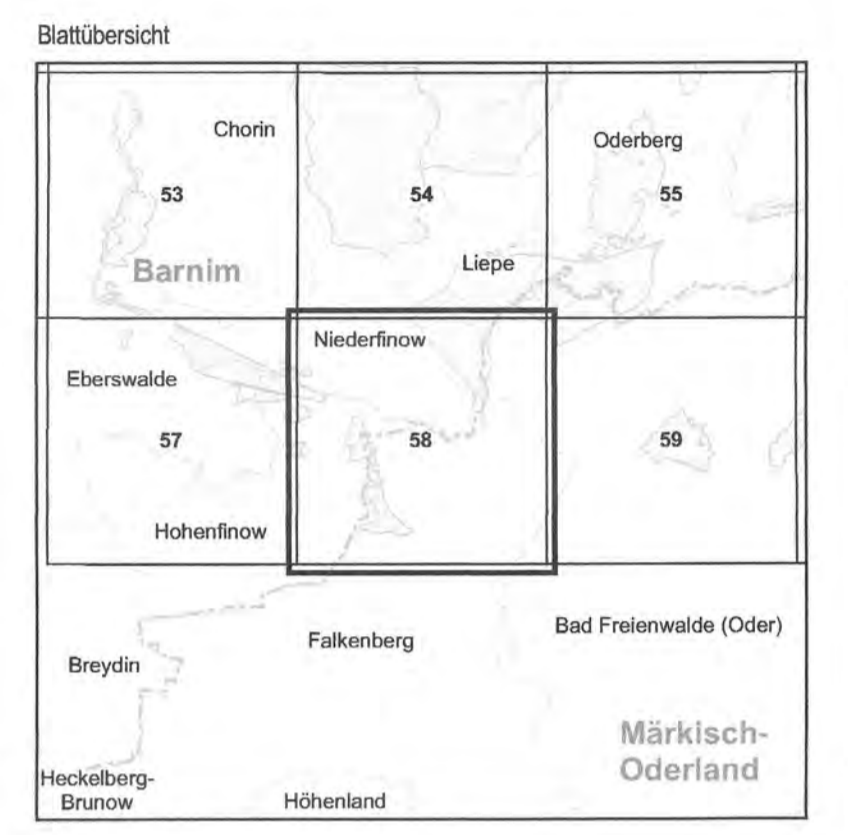 Blattübersicht
Chorin
Oderberg
53
54
55
Barnim
Liepe
Niederfinow
Eberswalde
57
58
59
Hohenfinow
Falkenberg
Bad Freienwalde (Oder)
Breydin
Märkisch-
Oderland
Heckelberg-
Brunow
Höhenland